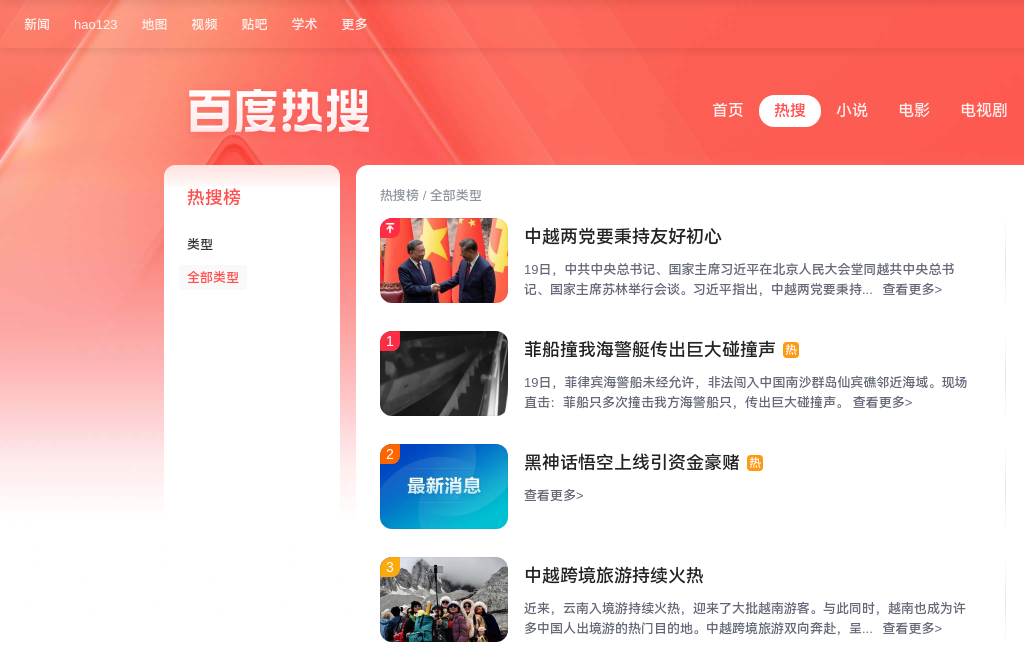 新闻 hao123 地图 视频 贴吧 学术 更多
百度热搜
首页 热搜 小说 电影 电视剧
热搜榜
类型
全部类型
热搜榜 / 全部类型
中越两党要秉持友好初心
19日，中共中央总书记、国家主席习近平在北京人民大会堂同越共中央总书
记、国家主席苏林举行会谈。习近平指出，中越两党要秉持... 查看更多>
1
菲船撞我海警艇传出巨大碰撞声 热
19日，菲律宾海警船未经允许，非法闯入中国南沙群岛仙宾礁邻近海域。现场
直击：菲船只多次撞击我方海警船只，传出巨大碰撞声。 查看更多>
2
最新消息
黑神话悟空上线引资金豪赌 热
查看更多>
3
中越跨境旅游持续火热
近来，云南入境游持续火热，迎来了大批越南游客。与此同时，越南也成为许
多中国人出境游的热门目的地。中越跨境旅游双向奔赴，呈... 查看更多>